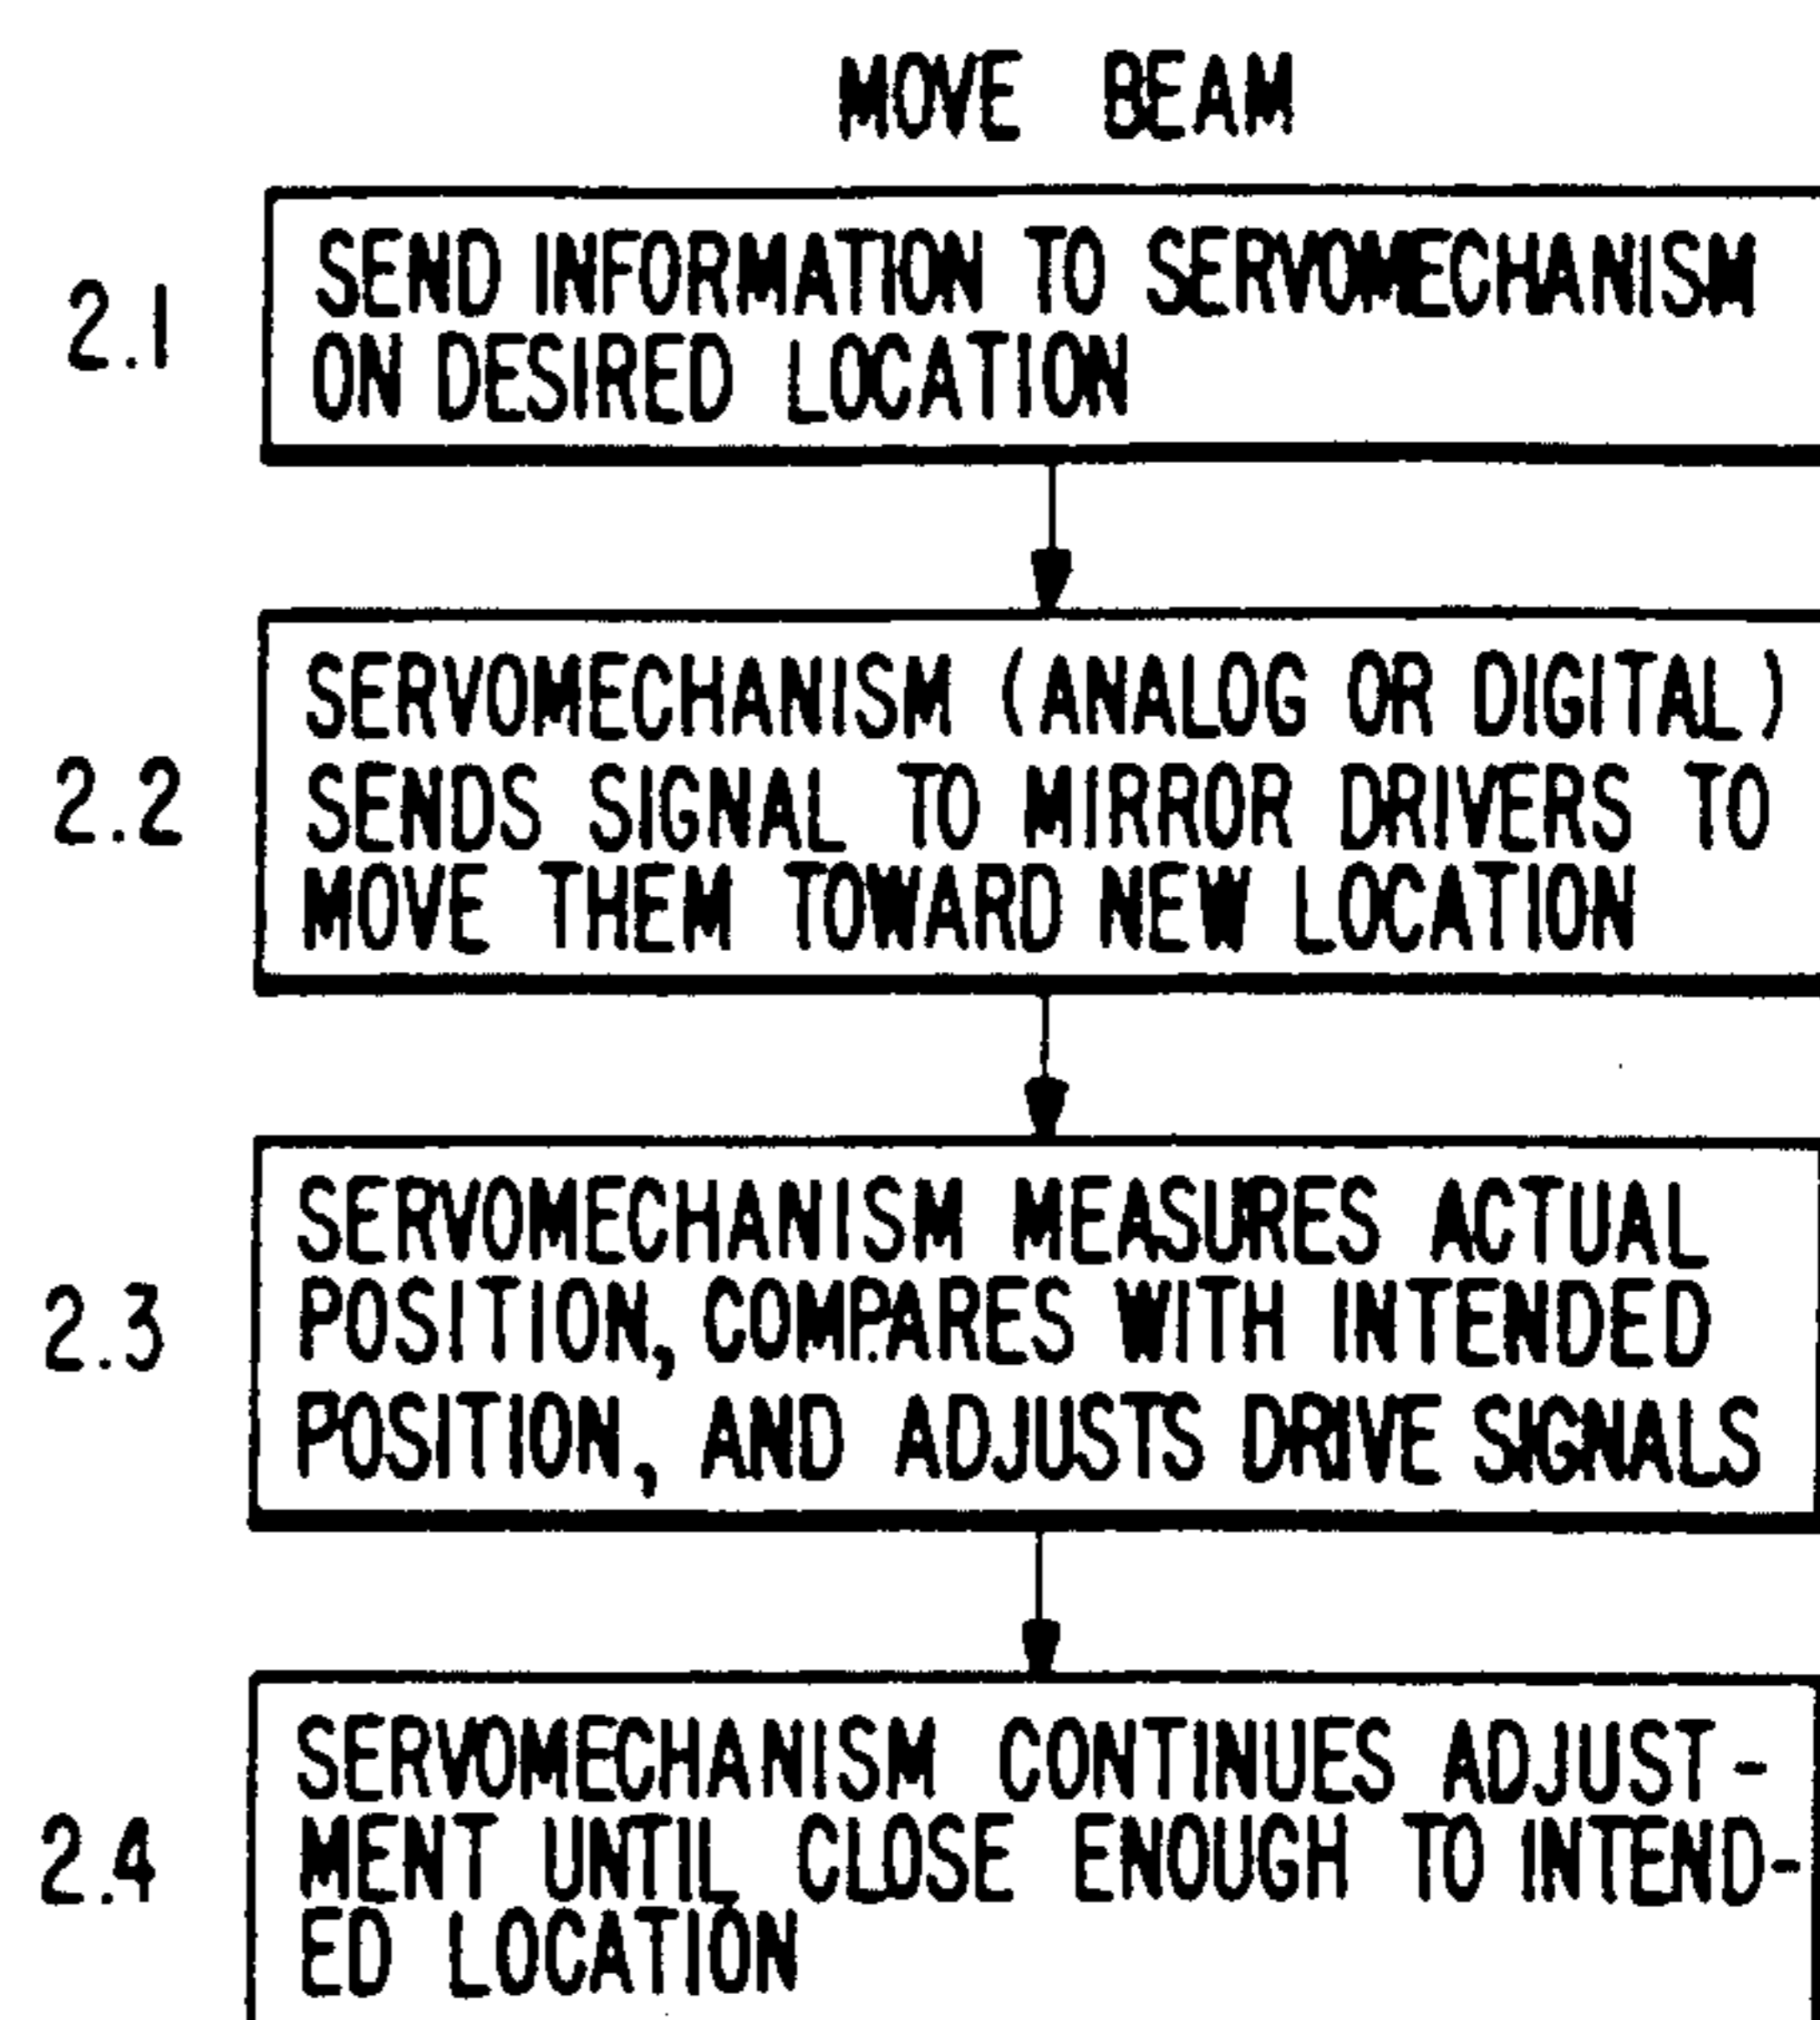 MOVE BEAM
2.1
SEND INFORMATION TO SERVOMECHANISM
ON DESIRED LOCATION
2.2
SERVOMECHANISM (ANALOG OR DIGITAL)
SENDS SIGNAL TO MIRROR DRIVERS TO
MOVE THEM TOWARD NEW LOCATION
2.3
SERVOMECHANISM MEASURES ACTUAL
POSITION, COMPARES WITH INTENDED
POSITION, AND ADJUSTS DRIVE SIGNALS
2.4
SERVOMECHANISM CONTINUES ADJUST-
MENT UNTIL CLOSE ENOUGH TO INTEND-
ED LOCATION